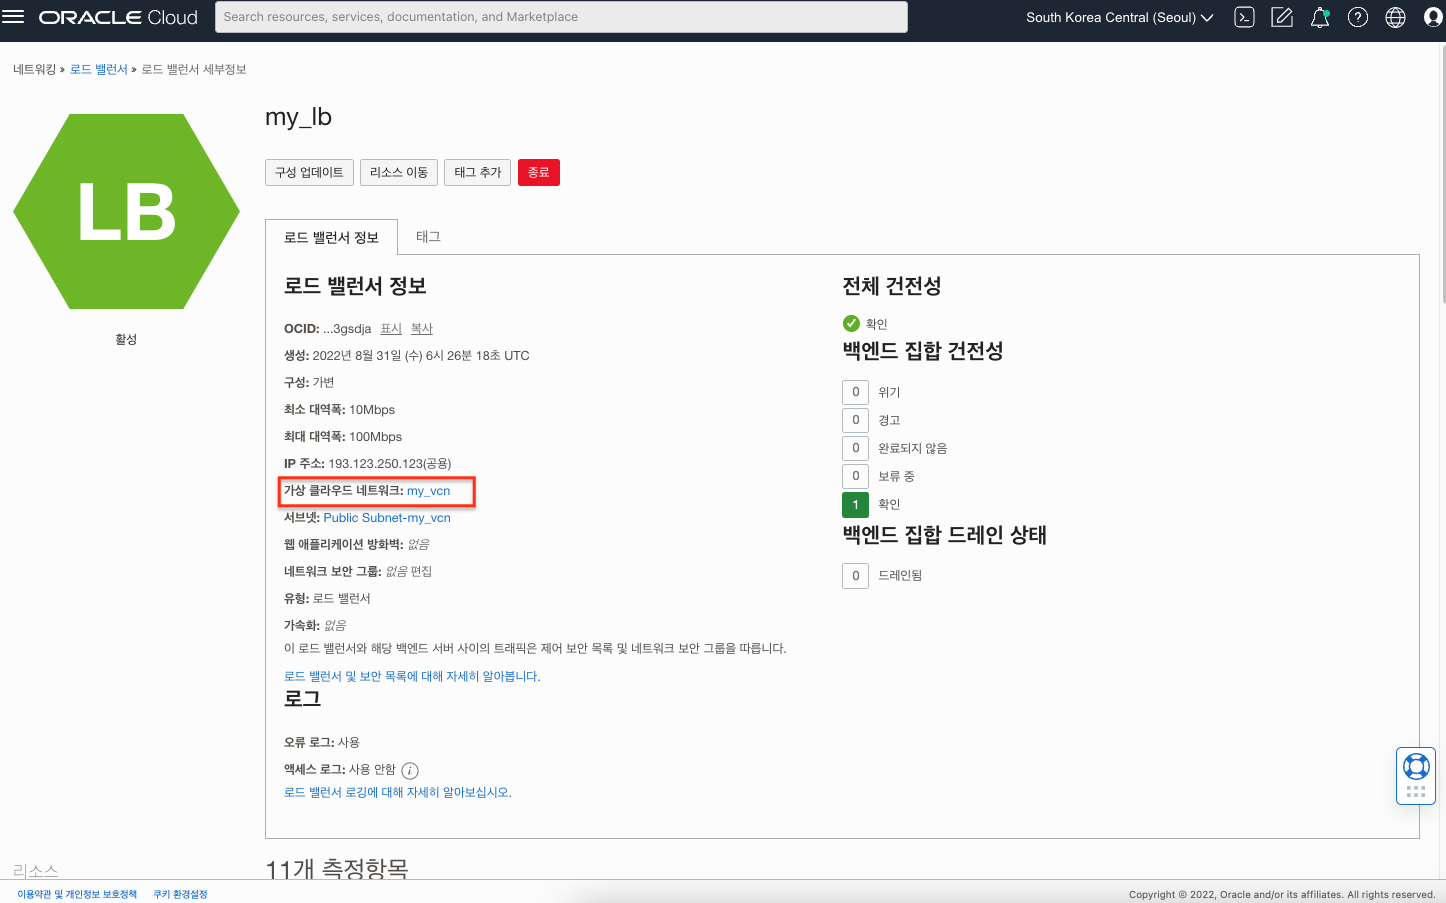 ORACLE Cloud
Search resources, services, documentation, and Marketplace
South Korea Central (Seoul)
네트워킹 » 로드 밸런서 » 로드 밸런서 세부정보
LB
활성
my_lb
구성 업데이트 리소스 이동 태그 추가 종료
로드 밸런서 정보 태그
로드 밸런서 정보
OCID: ...3gsdja 표시 복사
생성: 2022년 8월 31일 (수) 6시 26분 18초 UTC
구성: 가변
최소 대역폭: 10Mbps
최대 대역폭: 100Mbps
IP 주소: 193.123.250.123(공용)
가상 클라우드 네트워크: my_vcn
서브넷: Public Subnet-my_vcn
웹 애플리케이션 방화벽: 없음
네트워크 보안 그룹: 없음 편집
유형: 로드 밸런서
가속화: 없음
이 로드 밸런서와 해당 백엔드 서버 사이의 트래픽은 제어 보안 목록 및 네트워크 보안 그룹을 따릅니다.
로드 밸런서 및 보안 목록에 대해 자세히 알아봅니다.
로그
오류 로그: 사용
액세스 로그: 사용 안함
로드 밸런서 로깅에 대해 자세히 알아보십시오.
전체 건전성
확인
백엔드 집합 건전성
0 위기
0 경고
0 완료되지 않음
0 보류 중
1 확인
백엔드 집합 드레인 상태
0 드레인됨
리소스
11개 측정항목
이용약관 및 개인정보 보호정책 쿠키 환경설정
Copyright © 2022, Oracle and/or its affiliates. All rights reserved.